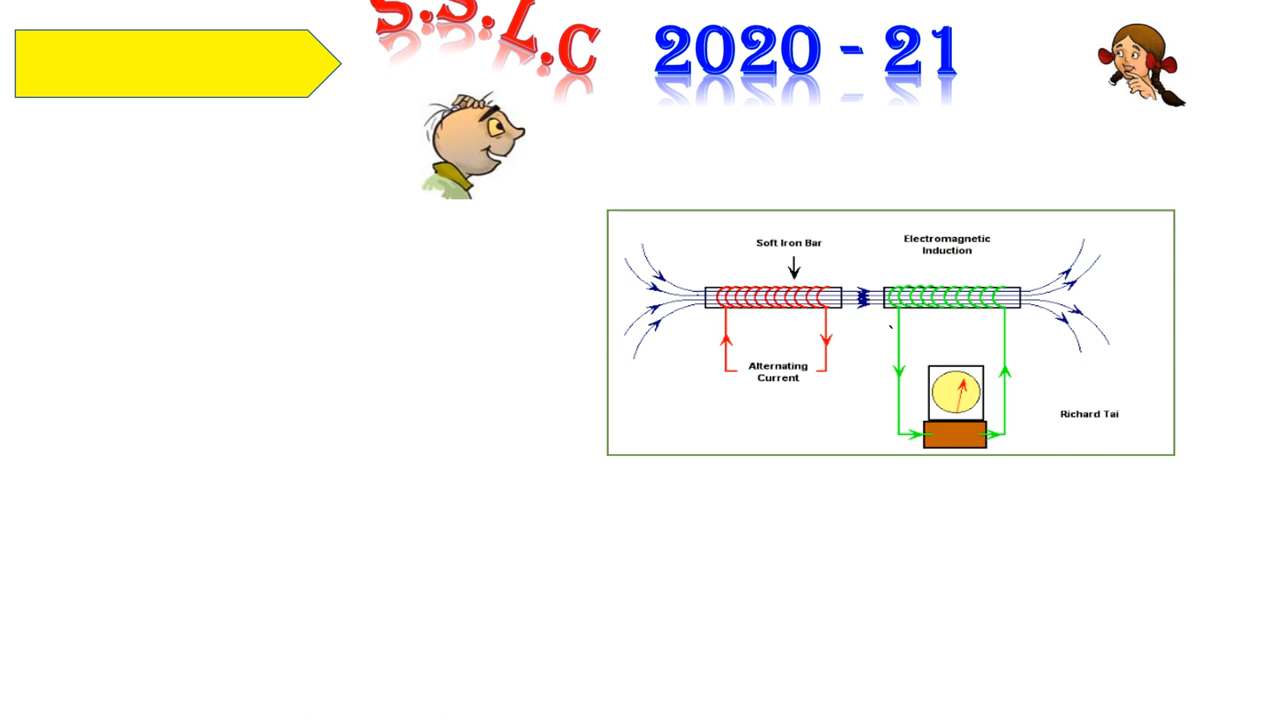 S.S.L.C 2020 - 21
Soft Iron Bar
Electromagnetic
Induction
Alternating
Current
Richard Tai